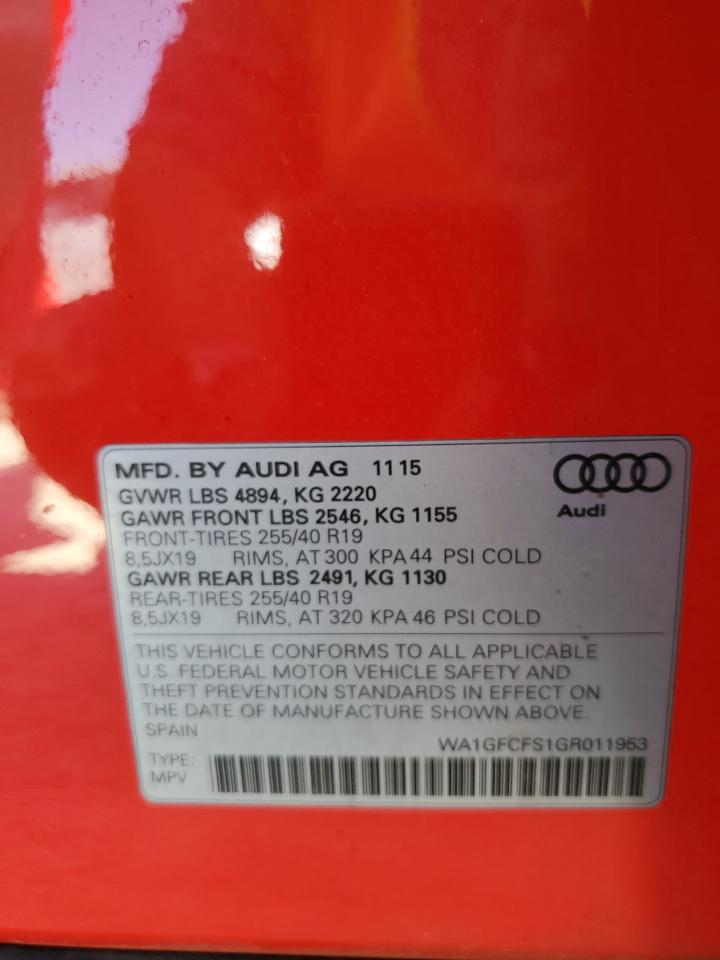 MFD. BY AUDI AG 11 15
GVWR LBS 4894, KG 2220
GAWR FRONT LBS 2546, KG 1155
FRONT-TIRES 255/40 R19
8,5JX19 RIMS, AT 300 KPA 44 PSI COLD
GAWR REAR LBS 2491, KG 1130
REAR-TIRES 255/40 R19
8,5JX19 RIMS, AT 320 KPA 46 PSI COLD
Audi
THIS VEHICLE CONFORMS TO ALL APPLICABLE
U.S. FEDERAL MOTOR VEHICLE SAFETY AND
THEFT PREVENTION STANDARDS IN EFFECT ON
THE DATE OF MANUFACTURE SHOWN ABOVE.
SPAIN
WA1GFCFS1GR011953
TYPE:
MPV